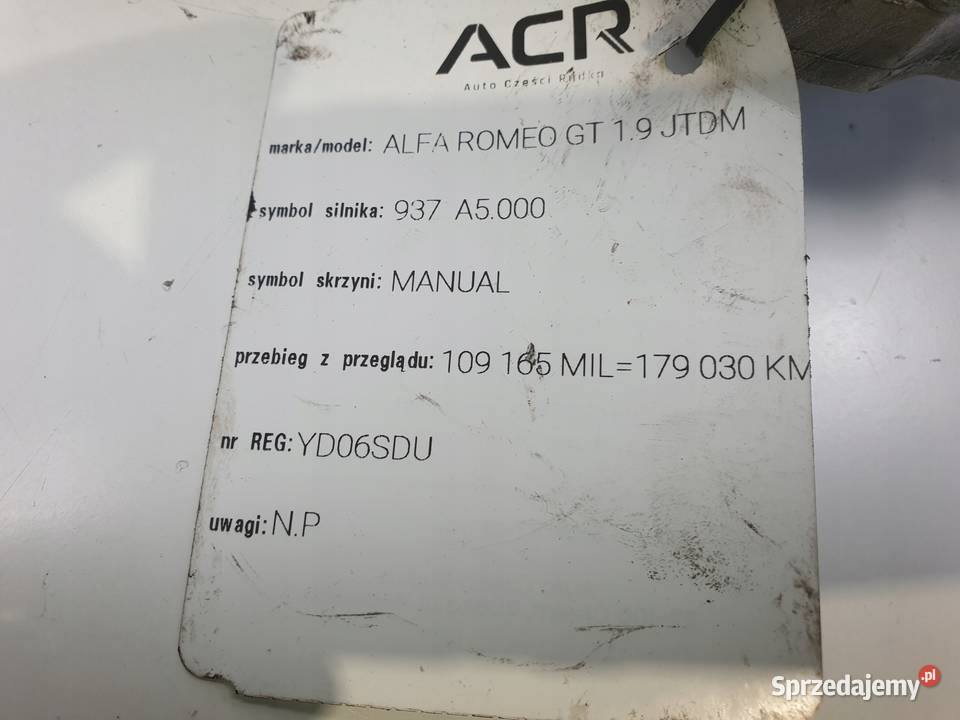 ACR
Auto Części Rudka
marka/model: ALFA ROMEO GT 1.9 JTDM
symbol silnika: 937 A5.000
symbol skrzyni: MANUAL
przebieg z przeglądu: 109 165 MIL=179 030 KM
nr REG: YD06SDU
uwagi: N.P
Sprzedajemy.pl